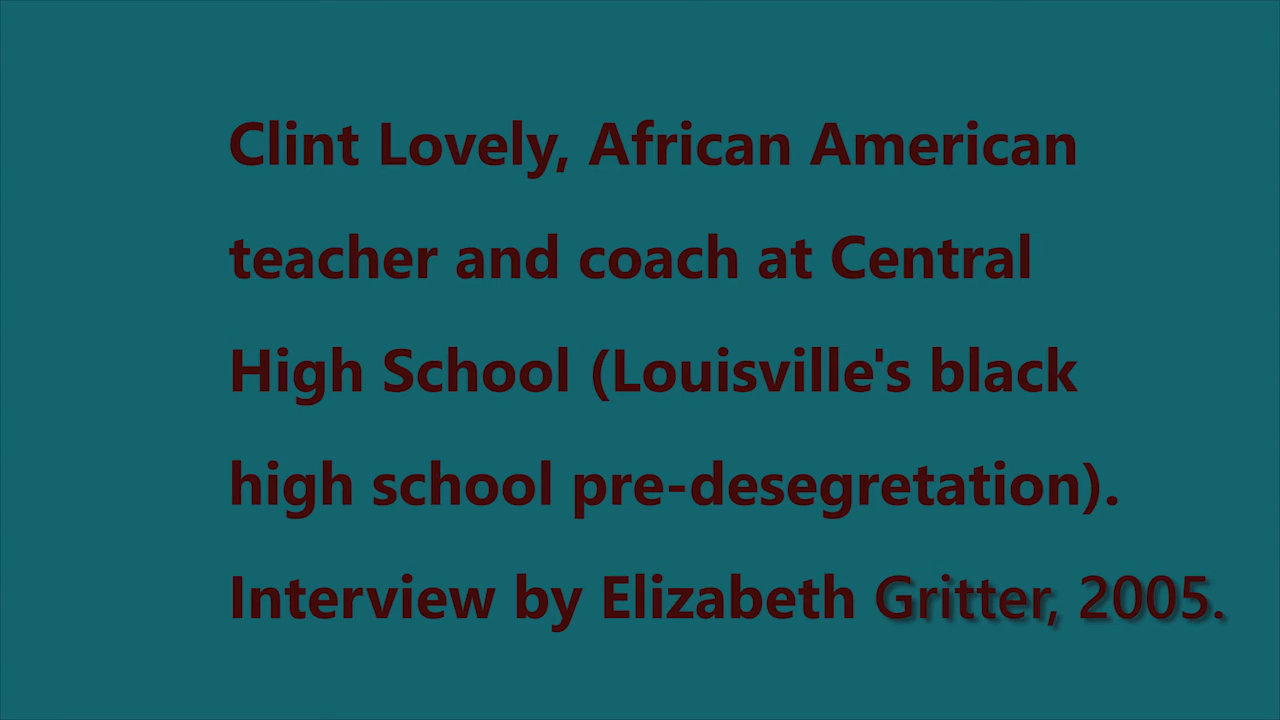 Clint Lovely, African American
teacher and coach at Central
High School (Louisville's black
high school pre-desegretation).
Interview by Elizabeth Gritter, 2005.